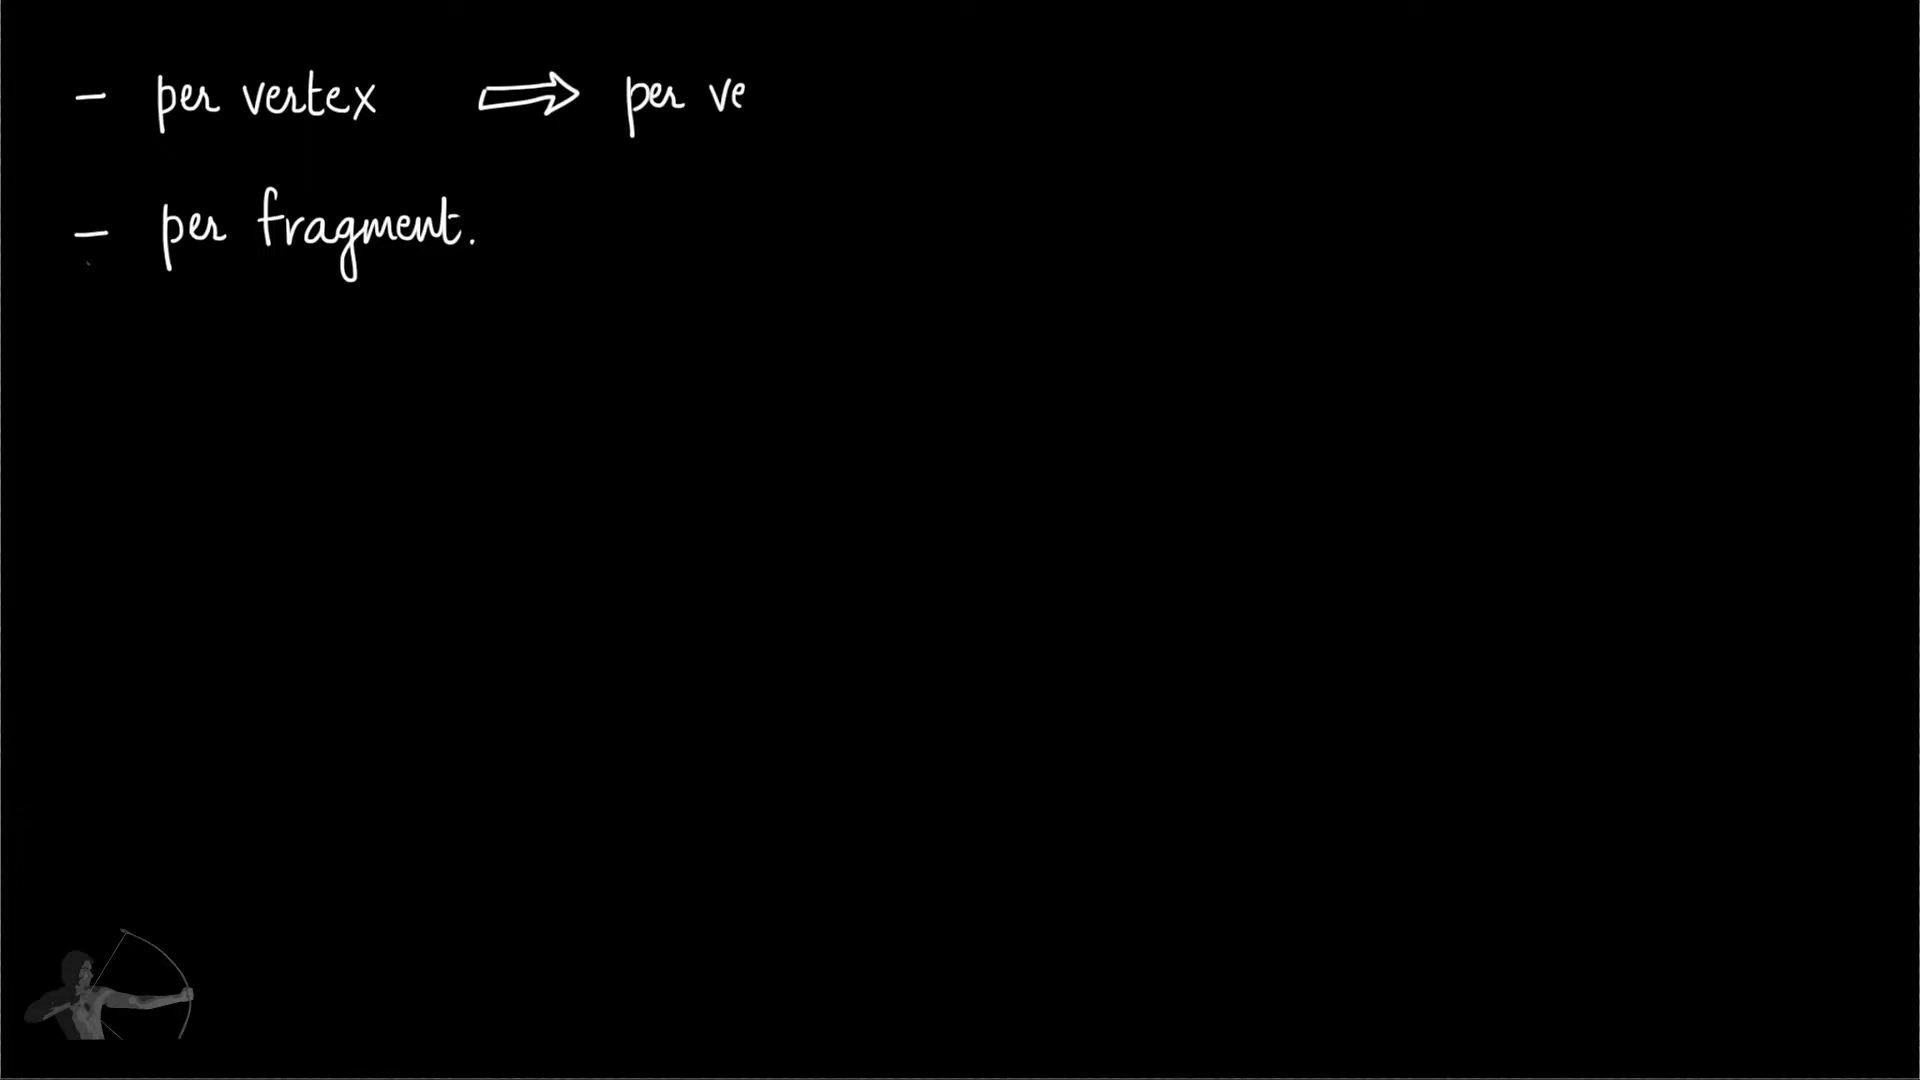 - per vertex ⇒ per ve
- per fragment.